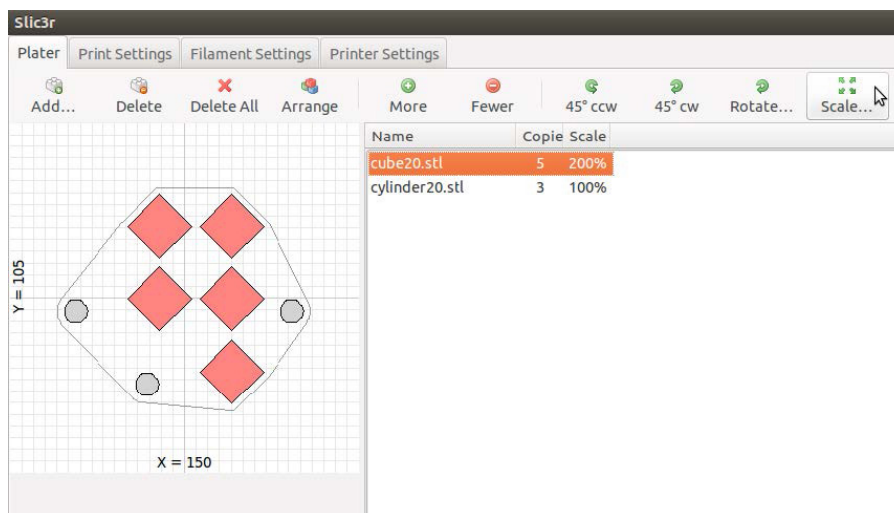 Slic3r
Plater Print Settings Filament Settings Printer Settings
Add... Delete Delete All Arrange More Fewer 45° ccw 45° cw Rotate... Scale...
Name Copie Scale
cube20.stl 5 200%
cylinder20.stl 3 100%
Y = 105
X = 150